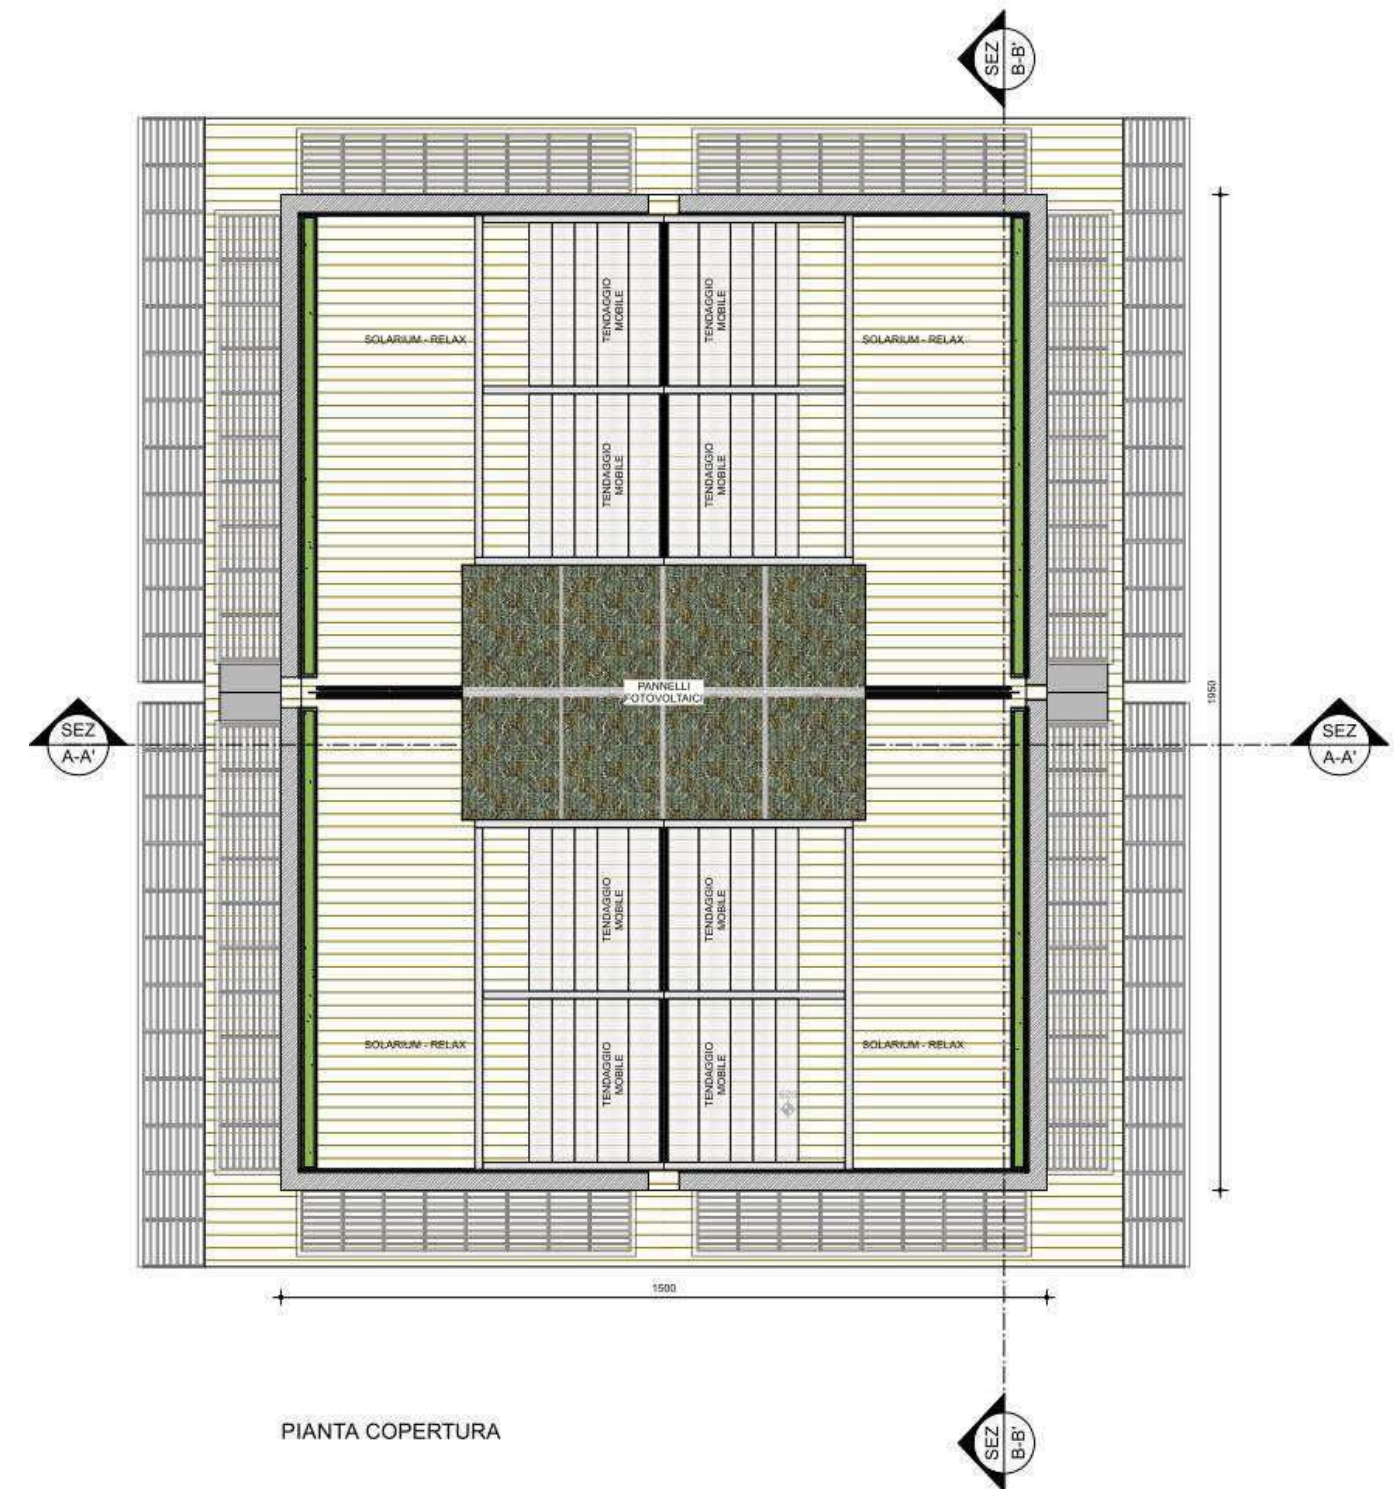 SEZ
B-B'
SOLARIUM - RELAX
TENDAGGIO
MOBILE
TENDAGGIO
MOBILE
SOLARIUM - RELAX
TENDAGGIO
MOBILE
TENDAGGIO
MOBILE
PANNELLI
FOTOVOLTAICI
1950
SEZ
A-A'
SEZ
A-A'
TENDAGGIO
MOBILE
TENDAGGIO
MOBILE
SOLARIUM - RELAX
TENDAGGIO
MOBILE
TENDAGGIO
MOBILE
SOLARIUM - RELAX
1500
PIANTA COPERTURA
SEZ
B-B'